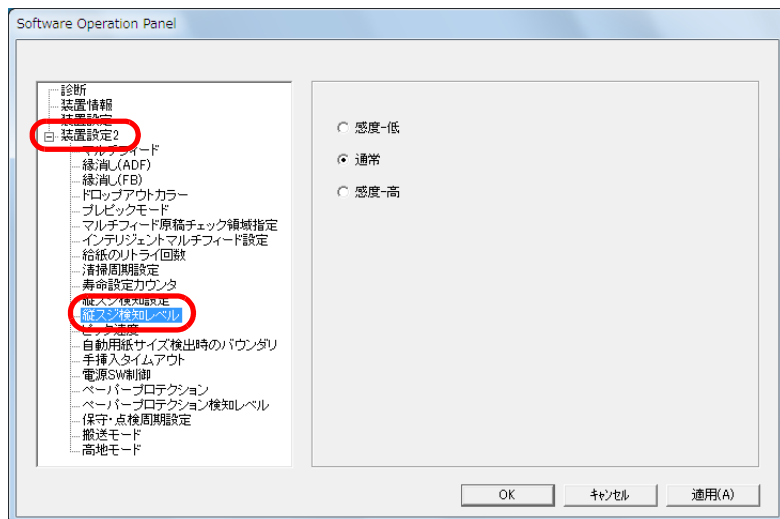 Software Operation Panel
診断
装置情報
装置設定
装置設定2
マルチフィード
縁消し(ADF)
縁消し(FB)
ドロップアウトカラー
プレピックモード
マルチフィード原稿チェック領域指定
インテリジェントマルチフィード設定
給紙のリトライ回数
清掃周期設定
寿命設定カウンタ
縦スジ検知設定
縦スジ検知レベル
ピック速度
自動用紙サイズ検出時のバウンダリ
手挿入タイムアウト
電源SW制御
ペーパープロテクション
ペーパープロテクション検知レベル
保守・点検周期設定
搬送モード
高地モード
感度-低
通常
感度-高
OK
キャンセル
適用(A)